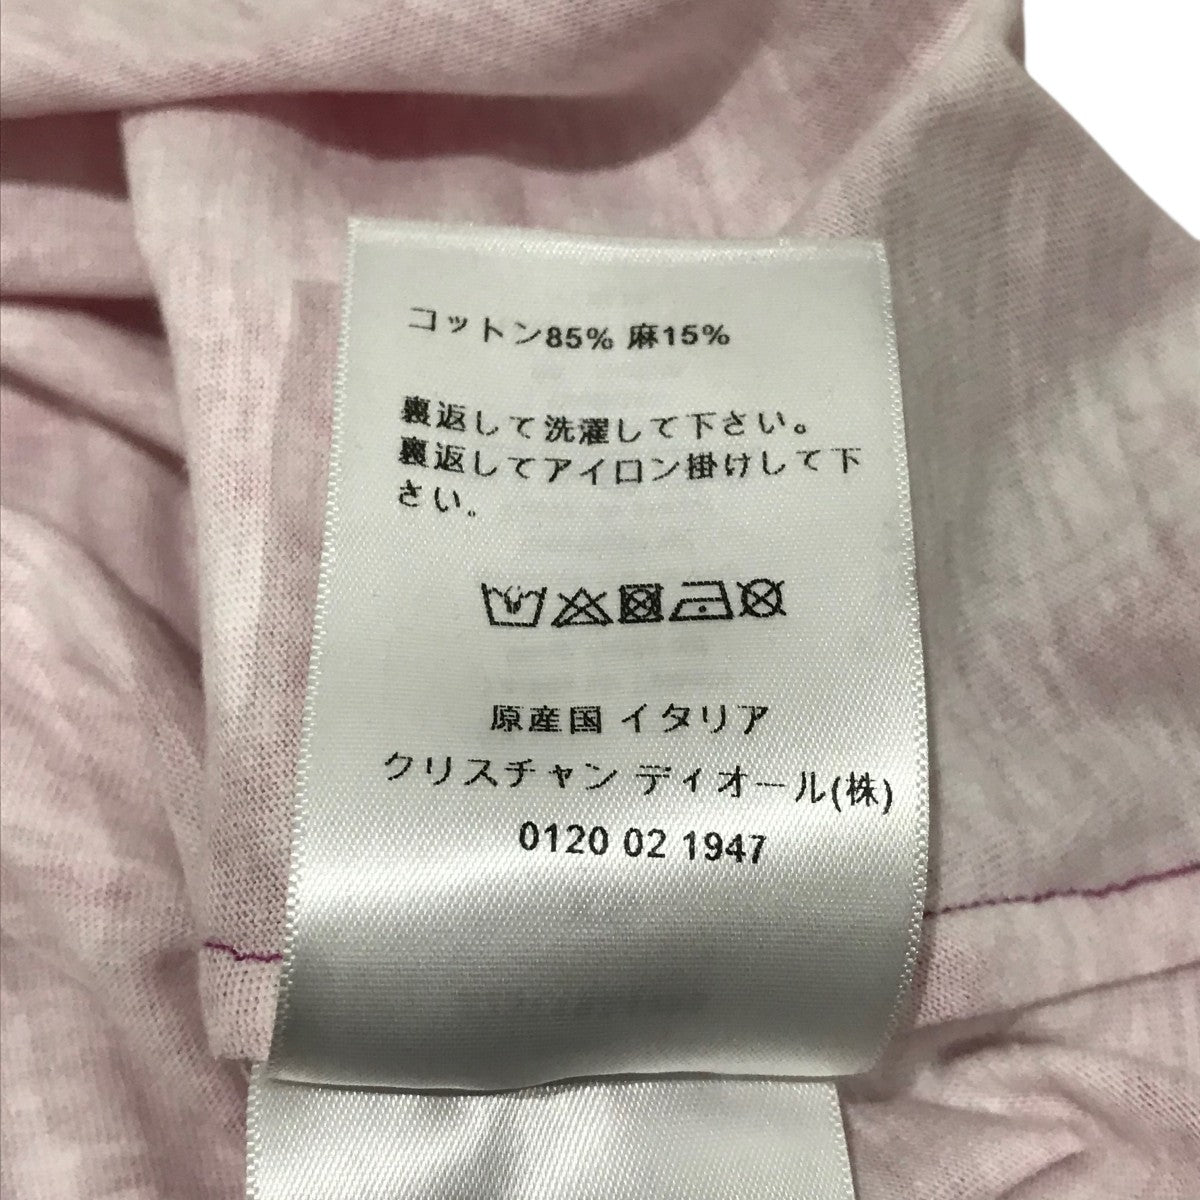 コットン85% 麻15%
裏返して洗濯して下さい。
裏返してアイロン掛けして下
さい。
原産国 イタリア
クリスチャン ディオール(株)
0120 02 1947